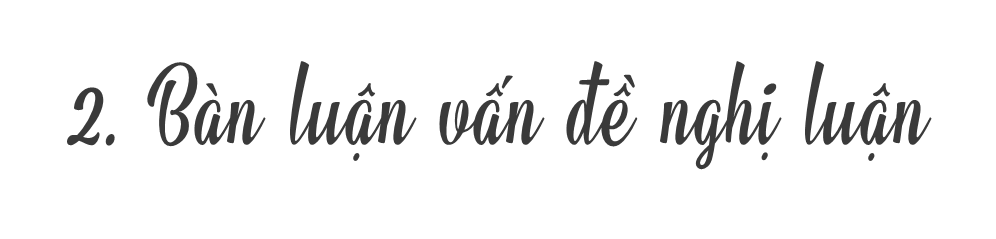 2. Bàn luận vấn đề nghị luận